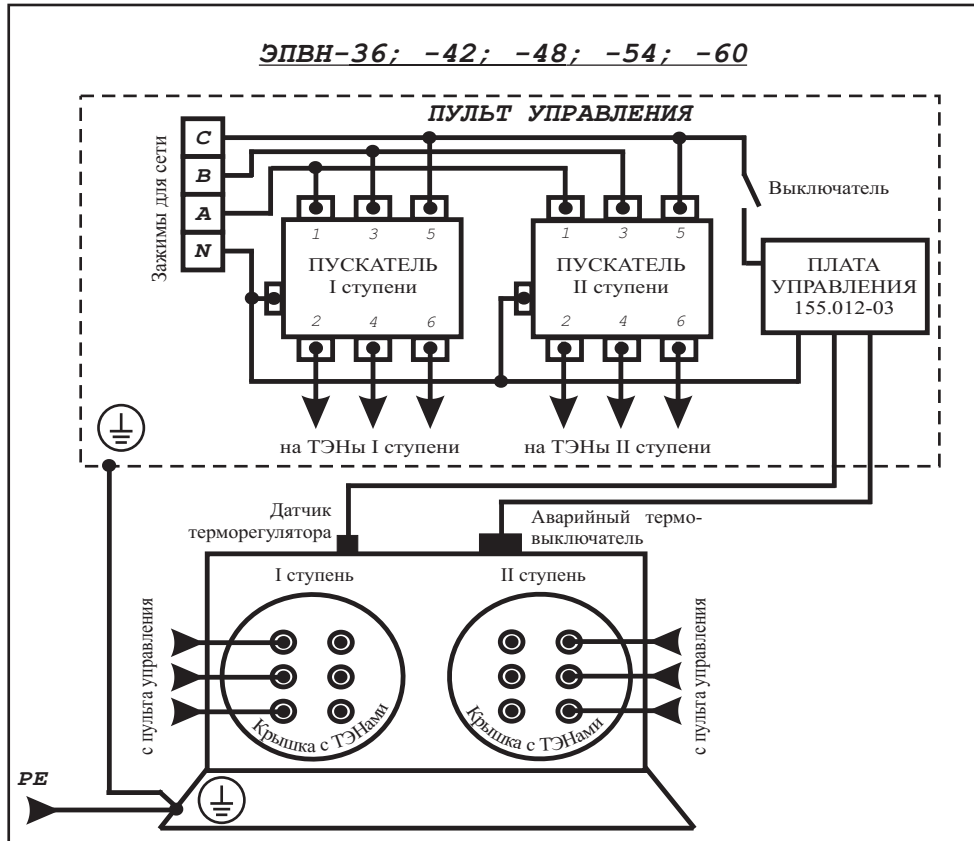 ЭПВН-36; -42; -48; -54; -60
ПУЛЬТ УПРАВЛЕНИЯ
Зажимы для сети
C
B
A
N
Выключатель
1 3 5
ПУСКАТЕЛЬ
I ступени
2 4 6
1 3 5
ПУСКАТЕЛЬ
II ступени
2 4 6
ПЛАТА
УПРАВЛЕНИЯ
155.012-03
на ТЭНы I ступени
на ТЭНы II ступени
Датчик
терморегулятора
Аварийный термо-
выключатель
I ступень
II ступень
с пульта управления
Крышка с ТЭНами
Крышка с ТЭНами
с пульта управления
PE